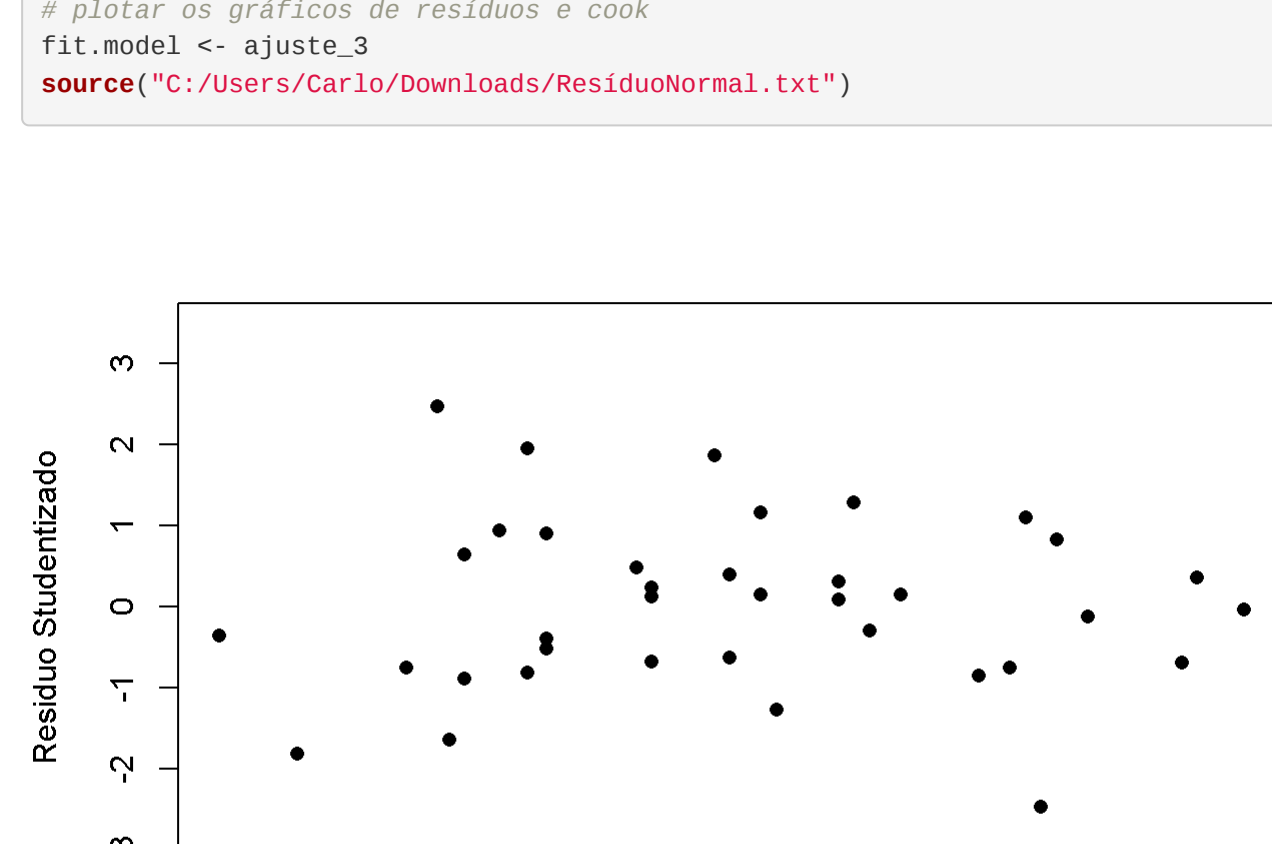 # plotar os gráficos de resíduos e cook
fit.model <- ajuste_3
source("C:/Users/Carlo/Downloads/ResíduoNormal.txt")
3
2
1
0
-1
-2
Residuo Studentizado